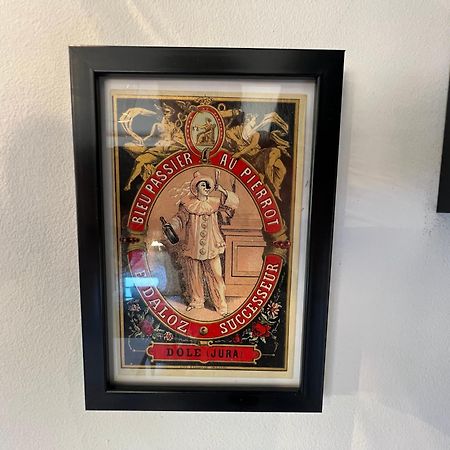 BLEU PASSIER
AU PIERROT
E. DALOZ
SUCCESSEUR
DÔLE (JURA)